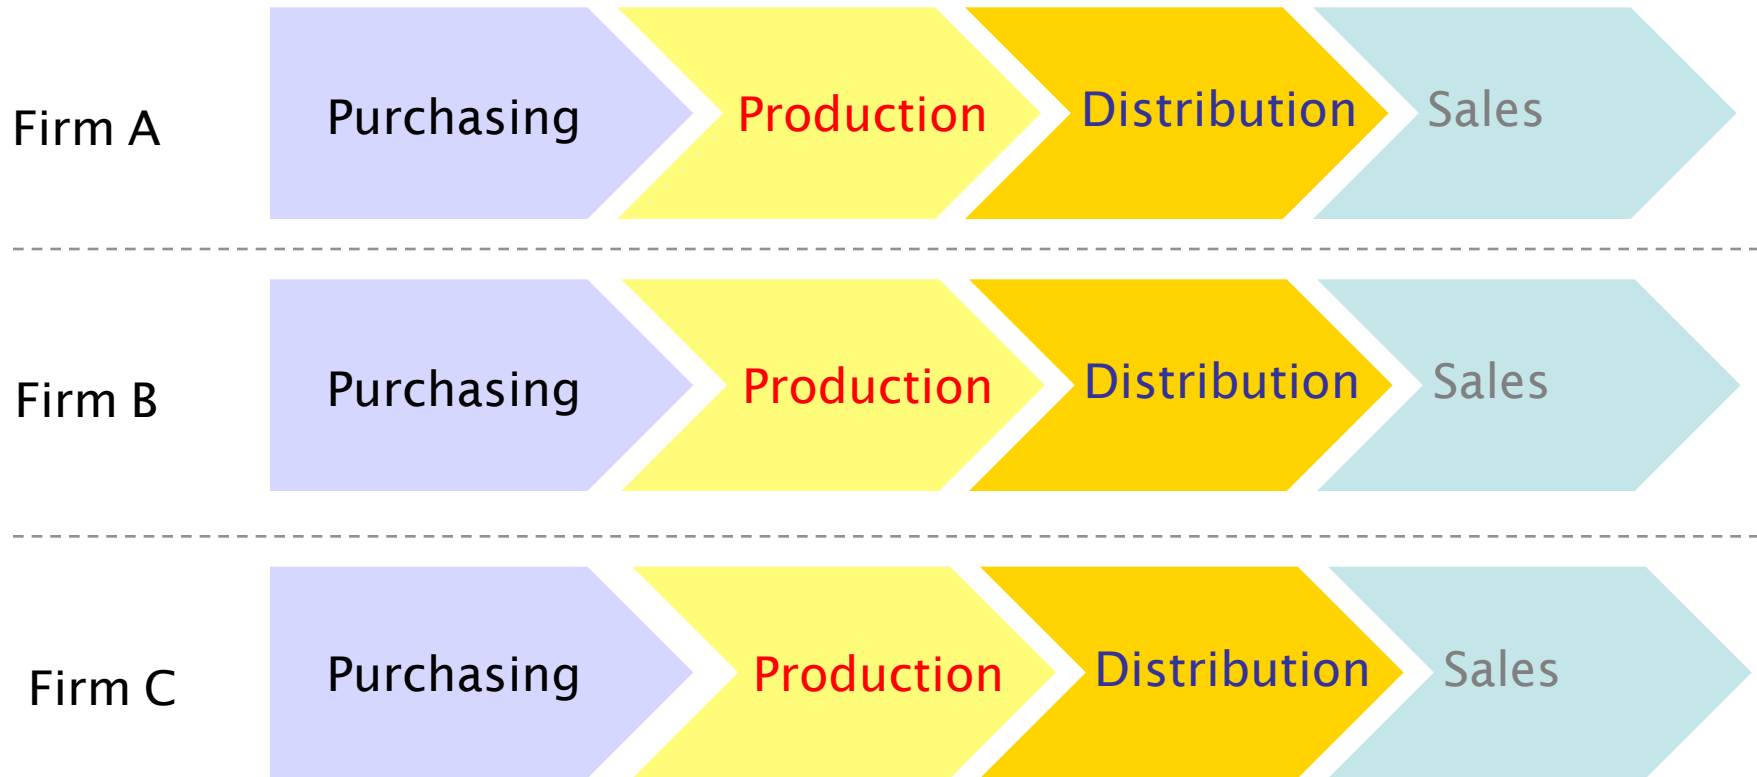 Firm A
Purchasing
Production
Distribution
Sales
Firm B
Purchasing
Production
Distribution
Sales
Firm C
Purchasing
Production
Distribution
Sales